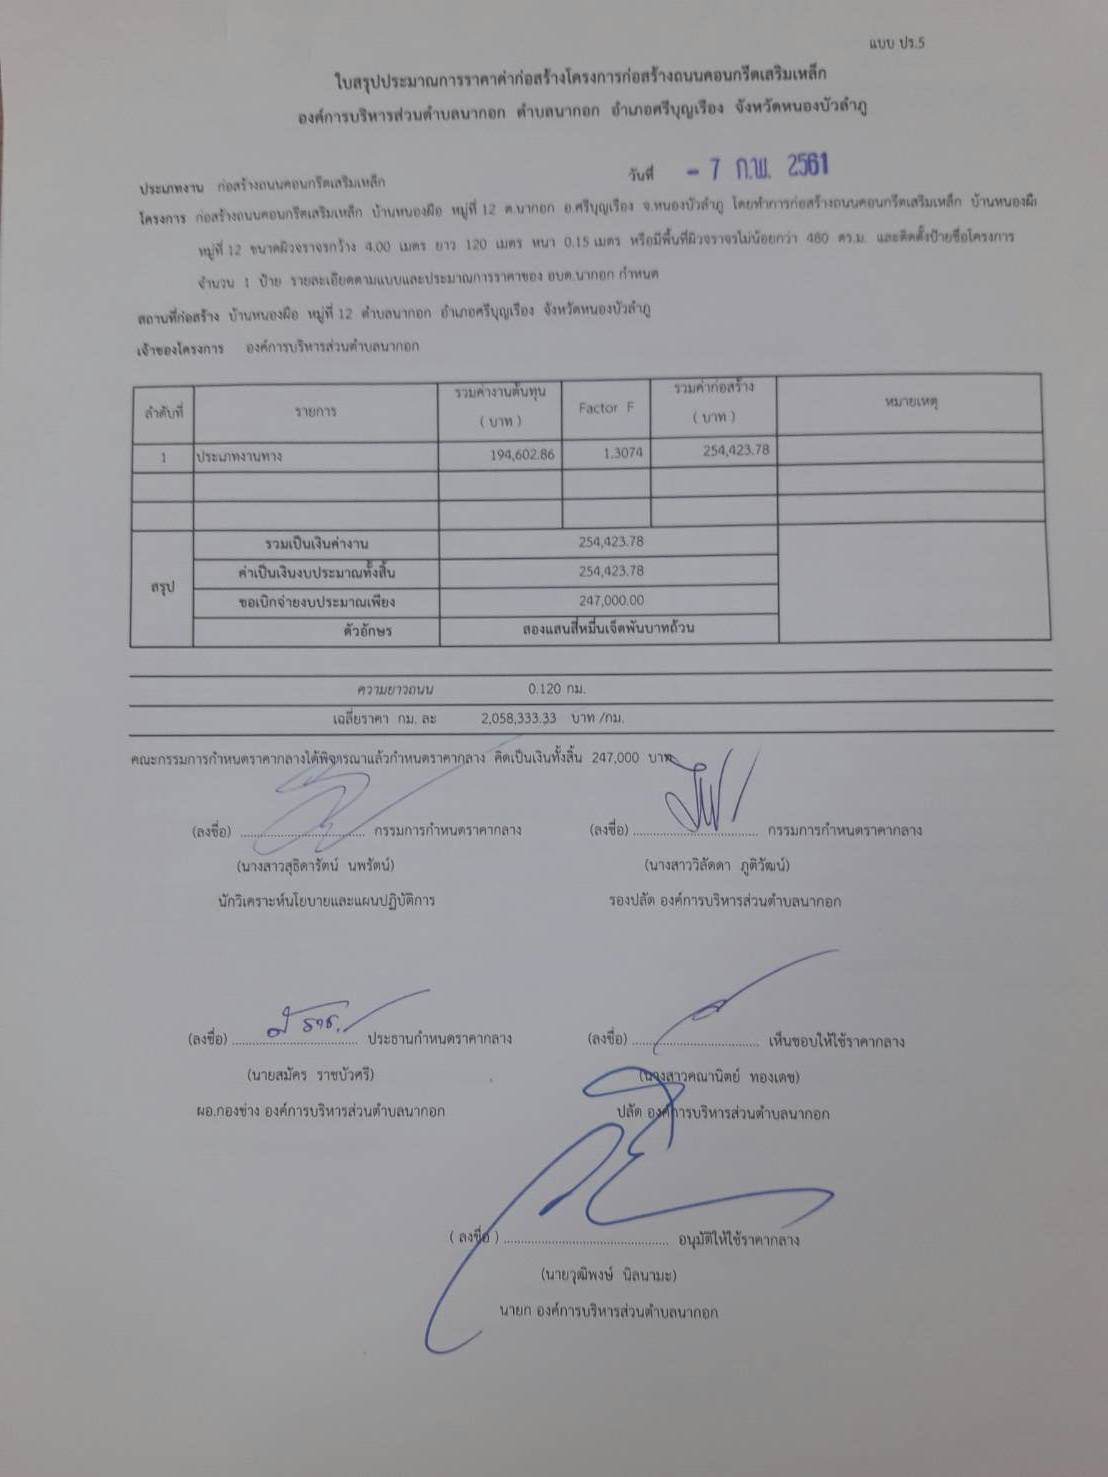 แบบ ปร.5
ใบสรุปประมาณการราคาค่าก่อสร้างโครงการก่อสร้างถนนคอนกรีตเสริมเหล็ก
องค์การบริหารส่วนตำบลนากอก ตำบลนากอก อำเภอศรีบุญเรือง จังหวัดหนองบัวลำภู
ประเภทงาน ก่อสร้างถนนคอนกรีตเสริมเหล็ก วันที่ - 7 ก.พ. 2561
โครงการ ก่อสร้างถนนคอนกรีตเสริมเหล็ก บ้านหนองผือ หมู่ที่ 12 ต.นากอก อ.ศรีบุญเรือง จ.หนองบัวลำภู โดยทำการก่อสร้างถนนคอนกรีตเสริมเหล็ก บ้านหนองผือ
หมู่ที่ 12 ขนาดผิวจราจรกว้าง 4.00 เมตร ยาว 120 เมตร หนา 0.15 เมตร หรือมีพื้นที่ผิวจราจรไม่น้อยกว่า 480 ตร.ม. และติดตั้งป้ายชื่อโครงการ
จำนวน 1 ป้าย รายละเอียดตามแบบและประมาณการราคาของ อบต.นากอก กำหนด
สถานที่ก่อสร้าง บ้านหนองผือ หมู่ที่ 12 ตำบลนากอก อำเภอศรีบุญเรือง จังหวัดหนองบัวลำภู
เจ้าของโครงการ องค์การบริหารส่วนตำบลนากอก
ลำดับที่ รายการ รวมค่างานต้นทุน ( บาท ) Factor F รวมค่าก่อสร้าง ( บาท ) หมายเหตุ
1 ประเภทงานทาง 194,602.86 1.3074 254,423.78
สรุป รวมเป็นเงินค่างาน 254,423.78
ค่าเป็นเงินงบประมาณทั้งสิ้น 254,423.78
ขอเบิกจ่ายงบประมาณเพียง 247,000.00
ตัวอักษร สองแสนสี่หมื่นเจ็ดพันบาทถ้วน
ความยาวถนน 0.120 กม.
เฉลี่ยราคา กม. ละ 2,058,333.33 บาท /กม.
คณะกรรมการกำหนดราคากลางได้พิจารณาแล้วกำหนดราคากลาง คิดเป็นเงินทั้งสิ้น 247,000 บาท
(ลงชื่อ) กรรมการกำหนดราคากลาง (ลงชื่อ) กรรมการกำหนดราคากลาง
(นางสาวสุธิดารัตน์ นพรัตน์) (นางสาววิลัดดา ภูติวัฒน์)
นักวิเคราะห์นโยบายและแผนปฏิบัติการ รองปลัด องค์การบริหารส่วนตำบลนากอก
(ลงชื่อ) ประธานกำหนดราคากลาง (ลงชื่อ) เห็นชอบให้ใช้ราคากลาง
(นายสมัคร ราชบัวศรี) (นางสาวคณานิตย์ ทองเดช)
ผอ.กองช่าง องค์การบริหารส่วนตำบลนากอก ปลัด องค์การบริหารส่วนตำบลนากอก
( ลงชื่อ ) อนุมัติให้ใช้ราคากลาง
(นายวุฒิพงษ์ นิลนามะ)
นายก องค์การบริหารส่วนตำบลนากอก